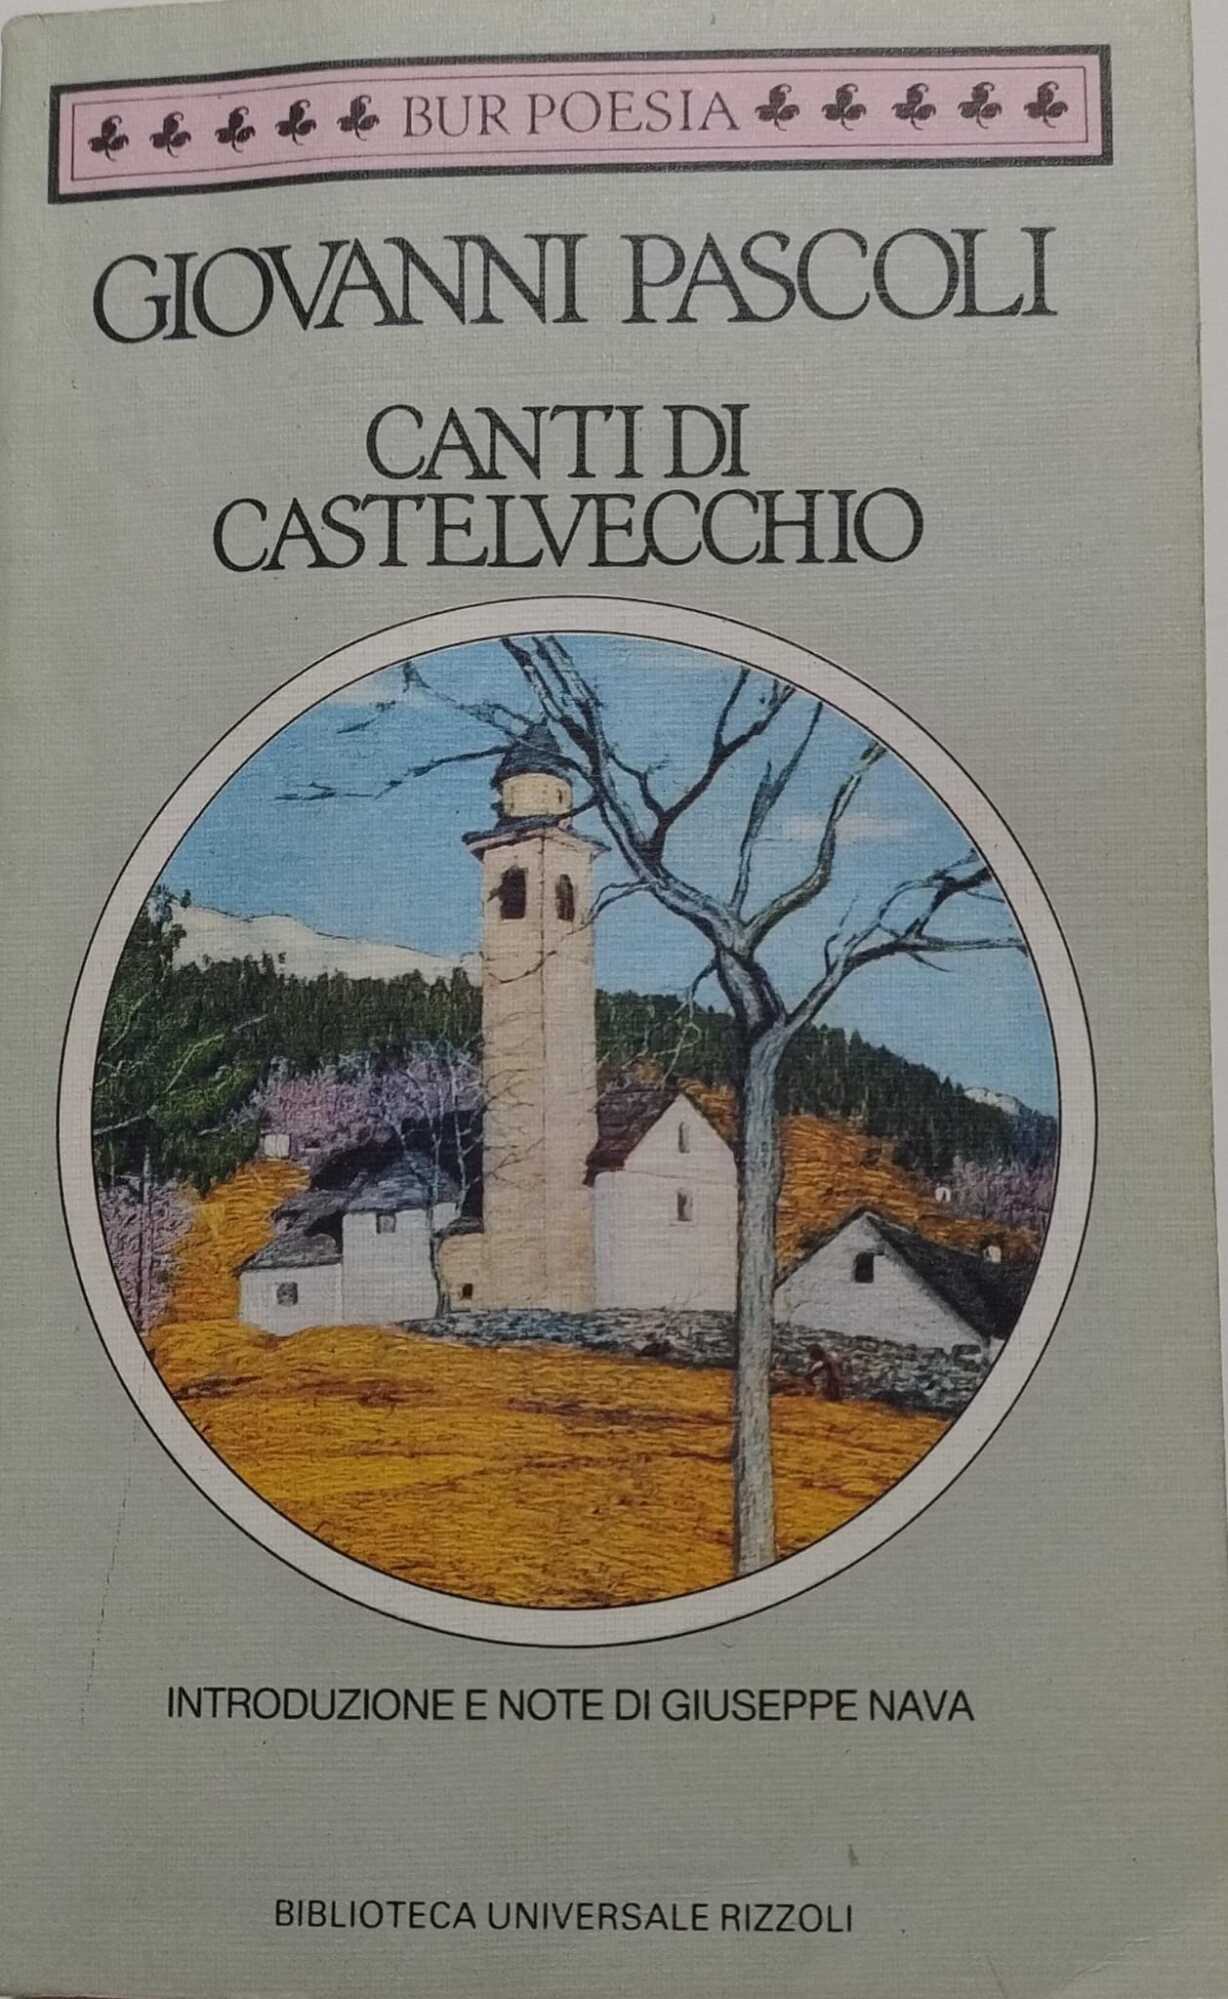 BUR POESIA
GIOVANNI PASCOLI
CANTI DI
CASTELVECCHIO
INTRODUZIONE E NOTE DI GIUSEPPE NAVA
BIBLIOTECA UNIVERSALE RIZZOLI